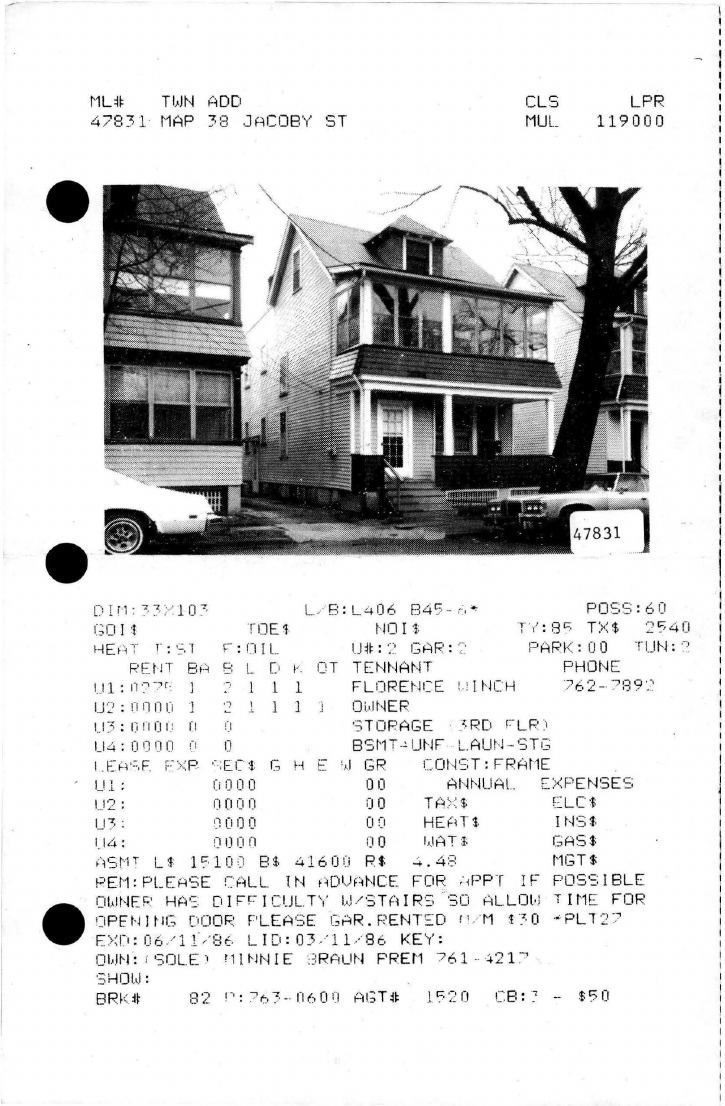 ML# TWN ADD CLS LPR
47831 MAP 38 JACOBY ST MUL 119000
47831
DIM:33X103 L/B:L406 B45-6* POSS:60
GOI$ TOE$ NOI$ TY:85 TX$ 2540
HEAT T:ST F:OIL U#:2 GAR:2 PARK:00 TUN:2
RENT BA B L D K OT TENNANT PHONE
U1:0275 1 2 1 1 1 FLORENCE WINCH 762-7892
U2:0000 1 2 1 1 1 1 OWNER
U3:0000 0 0 STORAGE (3RD FLR)
U4:0000 0 0 BSMT-UNF-LAUN-STG
LEASE EXP SEC$ G H E W GR CONST:FRAME
U1: 0000 00 ANNUAL EXPENSES
U2: 0000 00 TAX$ ELC$
U3: 0000 00 HEAT$ INS$
U4: 0000 00 WAT$ GAS$
ASMT L$ 15100 B$ 41600 R$ 4.48 MGT$
REM:PLEASE CALL IN ADVANCE FOR APPT IF POSSIBLE
OWNER HAS DIFFICULTY W/STAIRS SO ALLOW TIME FOR
OPENING DOOR PLEASE GAR.RENTED M/M $30 *PLT27
EXD:06/11/86 LID:03/11/86 KEY:
OWN:(SOLE) MINNIE BRAUN PREM 761-4217
SHOW:
BRK# 82 P:763-0600 AGT# 1520 CB:3 - $50